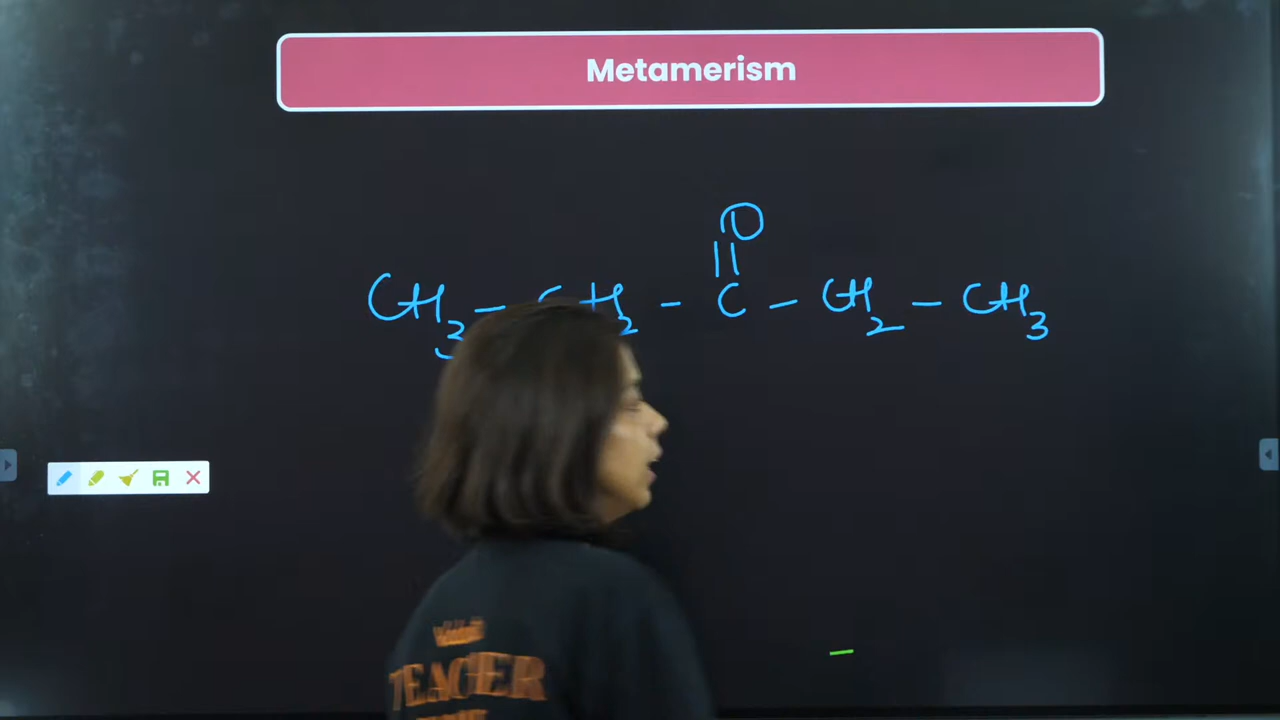 Metamerism
O
||
CH3 - CH2 - C - CH2 - CH3
TEACHER